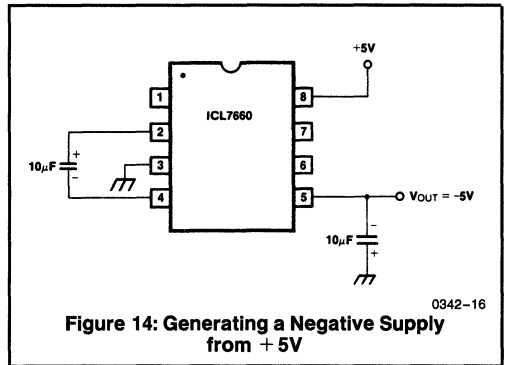 +5V
ICL7660
1
8
2
7
+
10μF
-
3
6
4
5
VOUT = -5V
-
10μF
+
0342-16
Figure 14: Generating a Negative Supply
from +5V